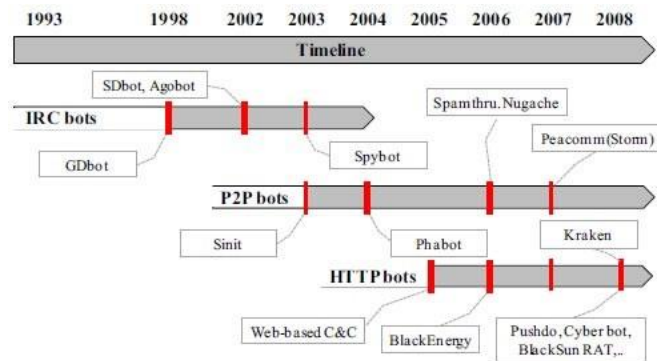 1993 1998 2002 2003 2004 2005 2006 2007 2008
Timeline
SDbot, Agobot
Spamthru.Nugache
IRC bots
Peacomm(Storm)
GDbot
Spybot
P2P bots
Kraken
Sinit
Phabot
HTTP bots
Web-based C&C
BlackEnergy
Pushdo, Cyber bot,
BlackSun RAT,..